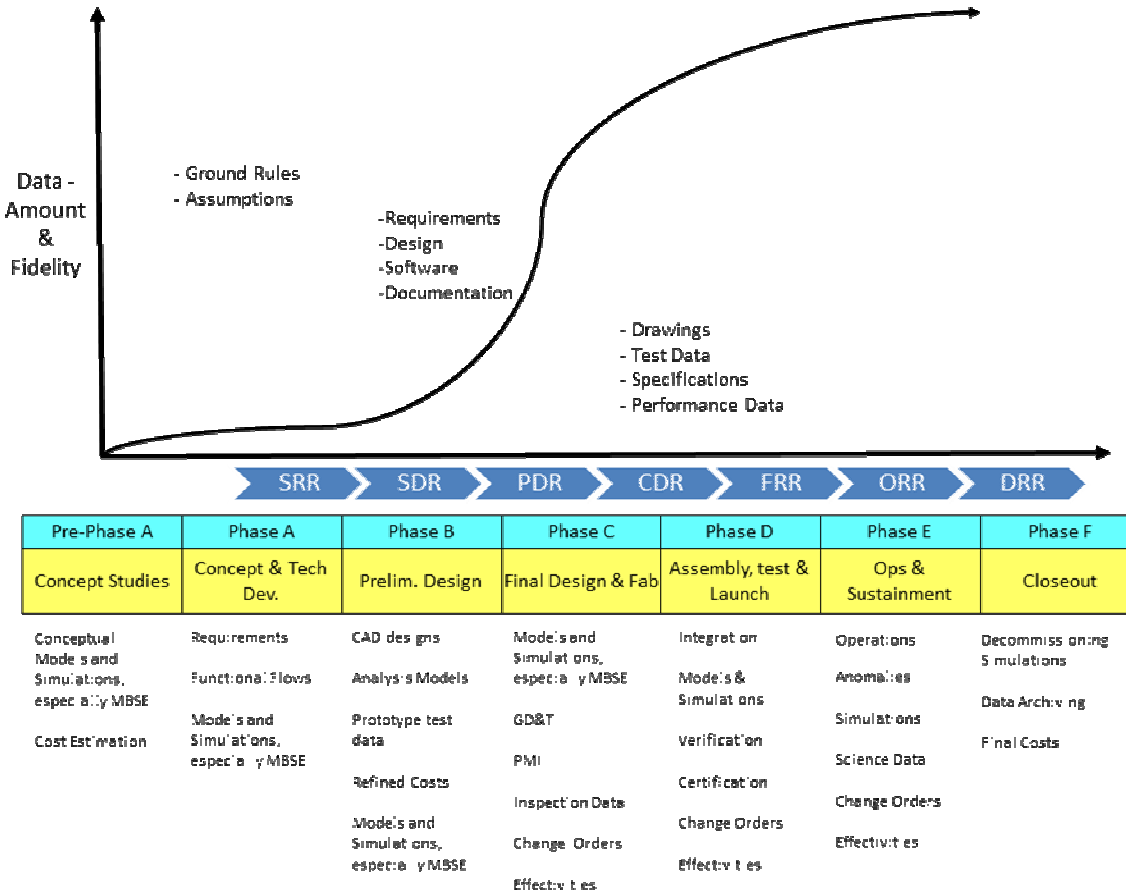 Data -
Amount
&
Fidelity
- Ground Rules
- Assumptions
-Requirements
-Design
-Software
-Documentation
- Drawings
- Test Data
- Specifications
- Performance Data
SRR SDR PDR CDR FRR ORR DRR
Pre-Phase A Phase A Phase B Phase C Phase D Phase E Phase F
Concept Studies
Concept & Tech
Dev.
Prelim. Design
Final Design & Fab
Assembly, test &
Launch
Ops &
Sustainment
Closeout
Conceptual
Models and
Simulations,
especially MBSE
Cost Estimation
Requirements
Functional Flows
Models and
Simulations,
especially MBSE
CAD designs
Analysis Models
Prototype test
data
Refined Costs
Models and
Simulations,
especially MBSE
Models and
Simulations,
especially MBSE
GD&T
PMI
Inspection Data
Change Orders
Effectivities
Integration
Models &
Simulations
Verification
Certification
Change Orders
Effectivities
Operations
Anomalies
Simulations
Science Data
Change Orders
Effectivities
Decommissioning
Simulations
Data Archiving
Final Costs